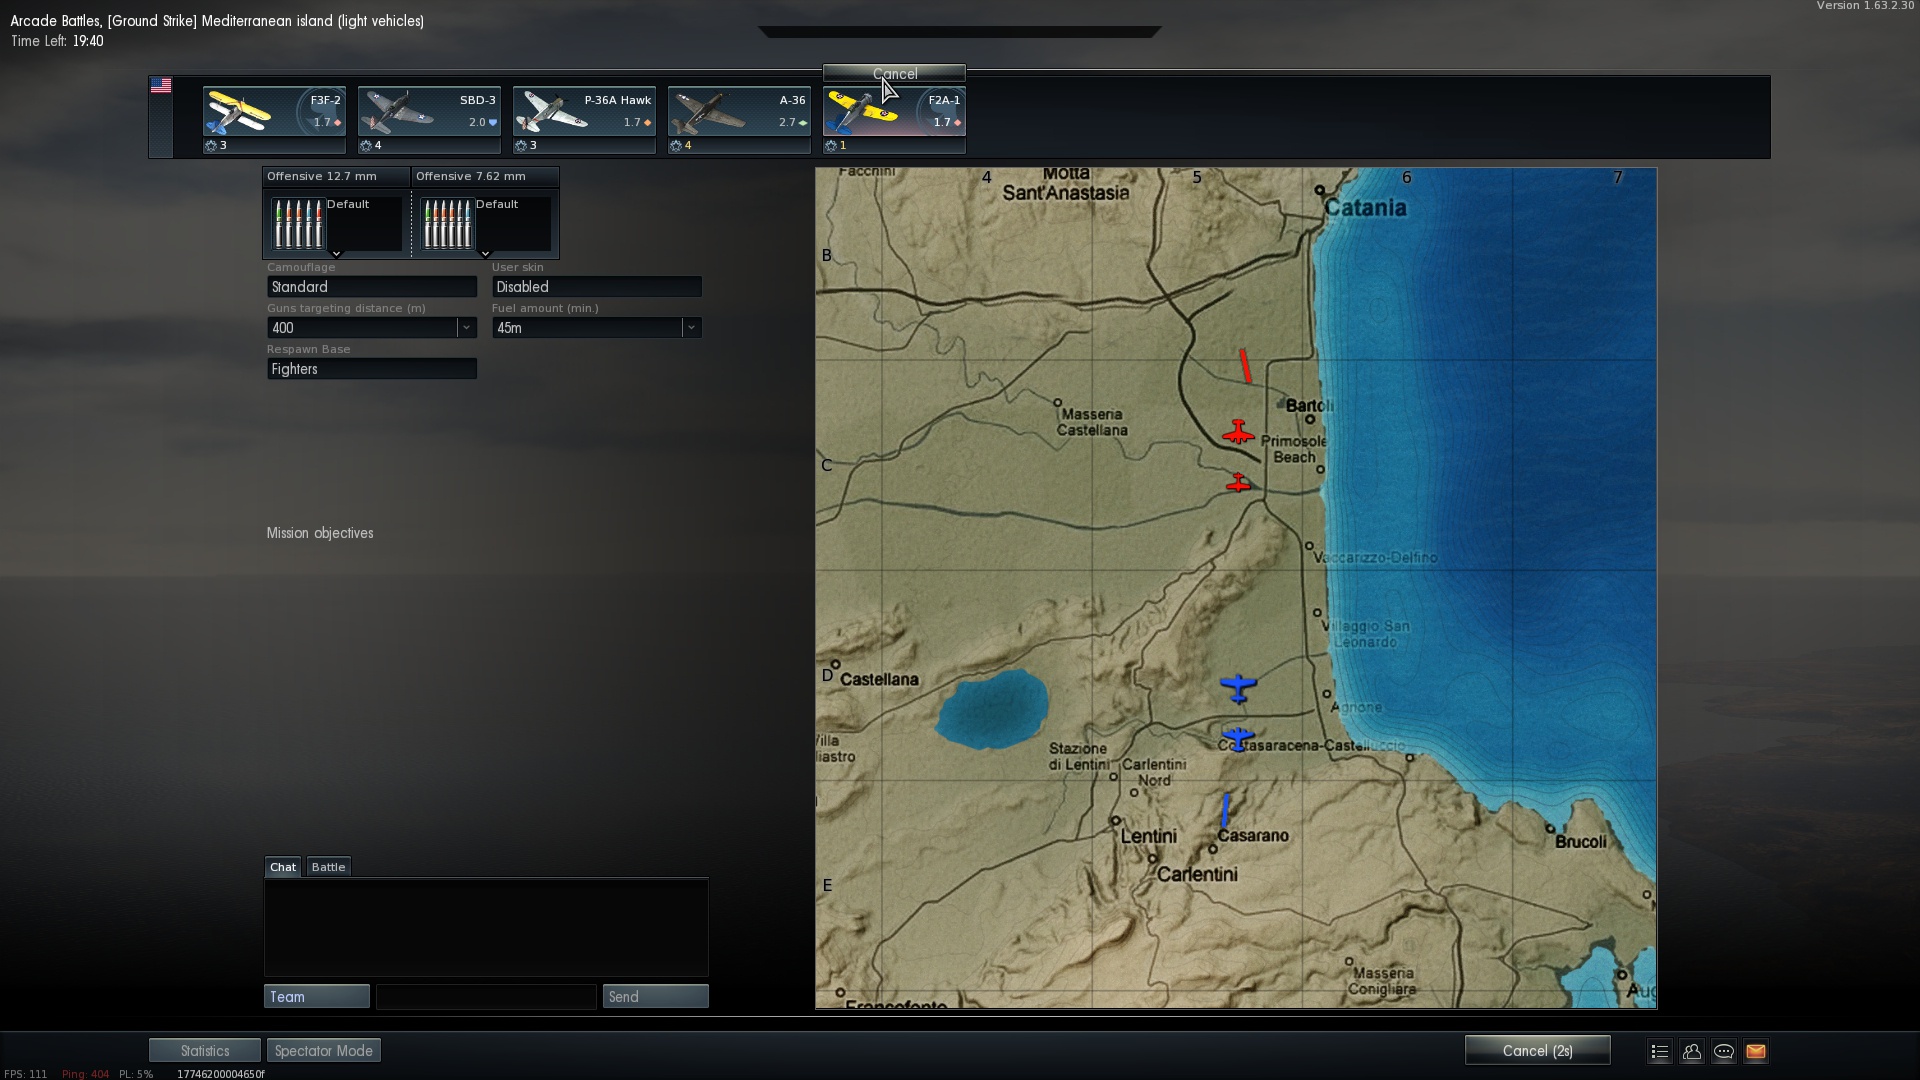 Arcade Battles, [Ground Strike] Mediterranean island (light vehicles)
Version 1.63.2.30
Time Left: 19:40
Cancel
F3F-2
1.7
3
SBD-3
2.0
4
P-36A Hawk
1.7
3
A-36
2.7
4
F2A-1
1.7
1
Offensive 12.7 mm
Offensive 7.62 mm
Default
Default
Camouflage
User skin
Standard
Disabled
Guns targeting distance (m)
Fuel amount (min.)
400
45m
Respawn Base
Fighters
Mission objectives
Facchini
4
Motta
Sant'Anastasia
5
6
7
Catania
B
Masseria
Castellana
Bartoli
Primosole
Beach
C
Vaccarizzo-Delfino
Villaggio San
Leonardo
D
Castellana
Agnone
Stazione
di Lentini
Costasaracena-Castelluccio
Carlentini
Nord
Lentini
Casarano
Brucoli
Carlentini
E
Masseria
Conigliara
Francofonte
Chat
Battle
Team
Send
Statistics
Spectator Mode
Cancel (2s)
FPS: 111
Ping: 404
PL: 5%
17746200004650f